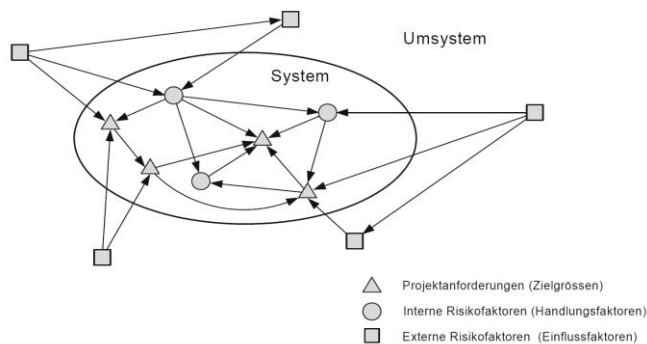 Umsystem
System
Projektanforderungen (Zielgrössen)
Interne Risikofaktoren (Handlungsfaktoren)
Externe Risikofaktoren (Einflussfaktoren)